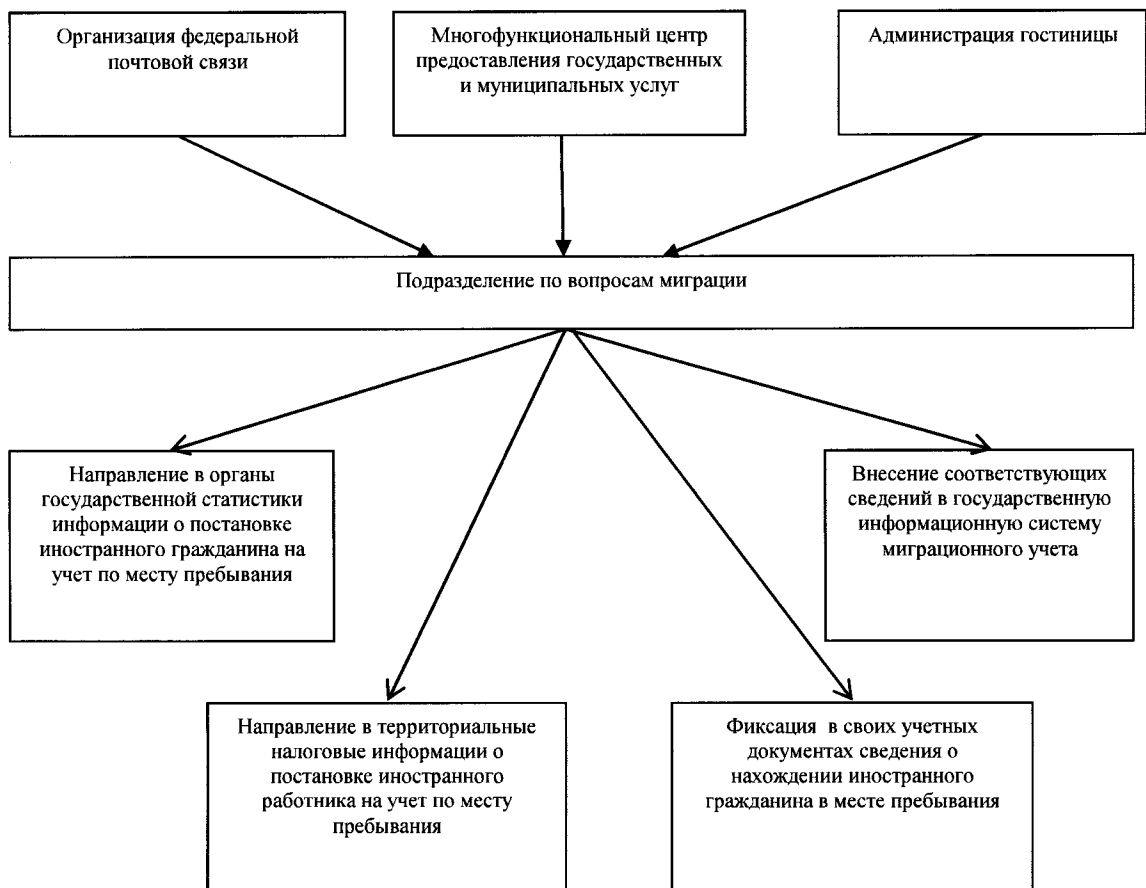 Организация федеральной
почтовой связи
Многофункциональный центр
предоставления государственных
и муниципальных услуг
Администрация гостиницы
Подразделение по вопросам миграции
Направление в органы
государственной статистики
информации о постановке
иностранного гражданина на
учет по месту пребывания
Внесение соответствующих
сведений в государственную
информационную систему
миграционного учета
Направление в территориальные
налоговые информации о
постановке иностранного
работника на учет по месту
пребывания
Фиксация в своих учетных
документах сведения о
нахождении иностранного
гражданина в месте пребывания